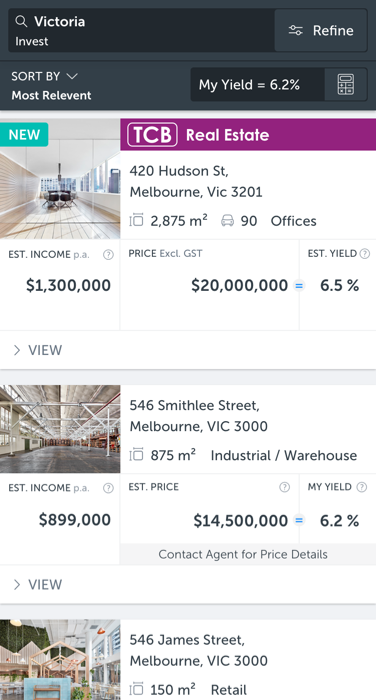 Victoria
Invest
Refine
SORT BY
Most Relevent
My Yield = 6.2%
NEW
TCB Real Estate
420 Hudson St,
Melbourne, Vic 3201
2,875 m² 90 Offices
EST. INCOME p.a. ? PRICE Excl. GST EST. YIELD ?
$1,300,000 $20,000,000 = 6.5 %
VIEW
546 Smithlee Street,
Melbourne, VIC 3000
875 m² Industrial / Warehouse
EST. INCOME p.a. ? EST. PRICE ? MY YIELD ?
$899,000 $14,500,000 = 6.2 %
Contact Agent for Price Details
VIEW
546 James Street,
Melbourne, VIC 3000
150 m² Retail